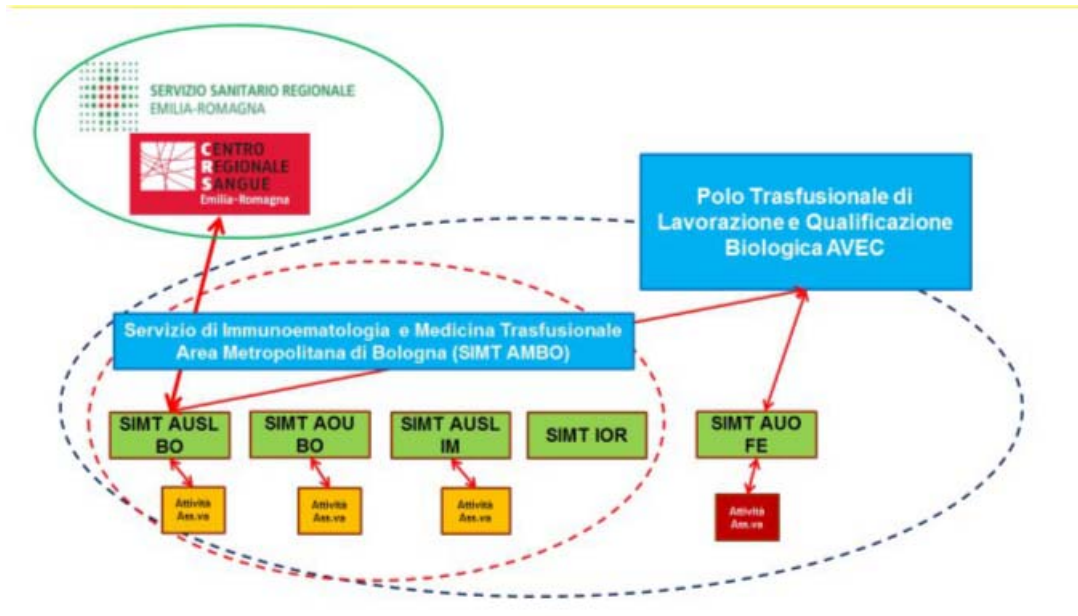 SERVIZIO SANITARIO REGIONALE
EMILIA-ROMAGNA
CENTRO
REGIONALE
SANGUE
Emilia-Romagna
Polo Trasfusionale di
Lavorazione e Qualificazione
Biologica AVEC
Servizio di Immunoematologia e Medicina Trasfusionale
Area Metropolitana di Bologna (SIMT AMBO)
SIMT AUSL
BO
SIMT AOU
BO
SIMT AUSL
IM
SIMT IOR
SIMT AUO
FE
Attività
Ass.va
Attività
Ass.va
Attività
Ass.va
Attività
Ass.va